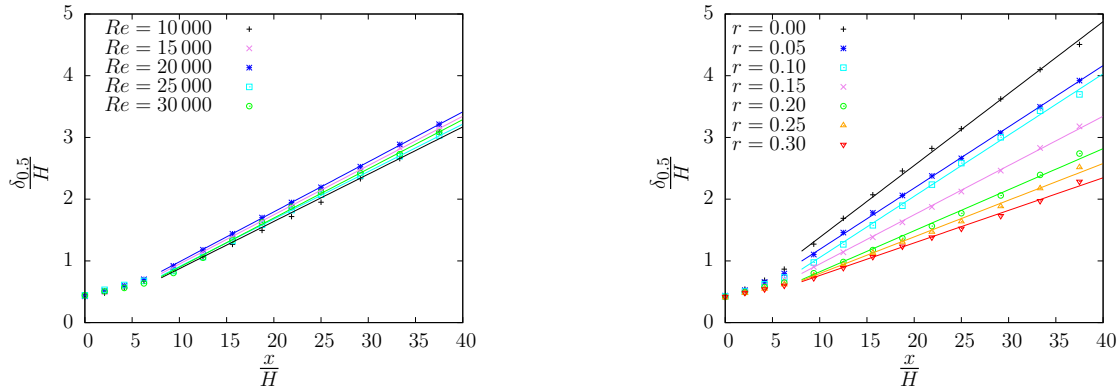 Re = 10 000
Re = 15 000
Re = 20 000
Re = 25 000
Re = 30 000
5
4
3
2
1
0
δ0.5
H
0 5 10 15 20 25 30 35 40
x
H
r = 0.00
r = 0.05
r = 0.10
r = 0.15
r = 0.20
r = 0.25
r = 0.30
5
4
3
2
1
0
δ0.5
H
0 5 10 15 20 25 30 35 40
x
H